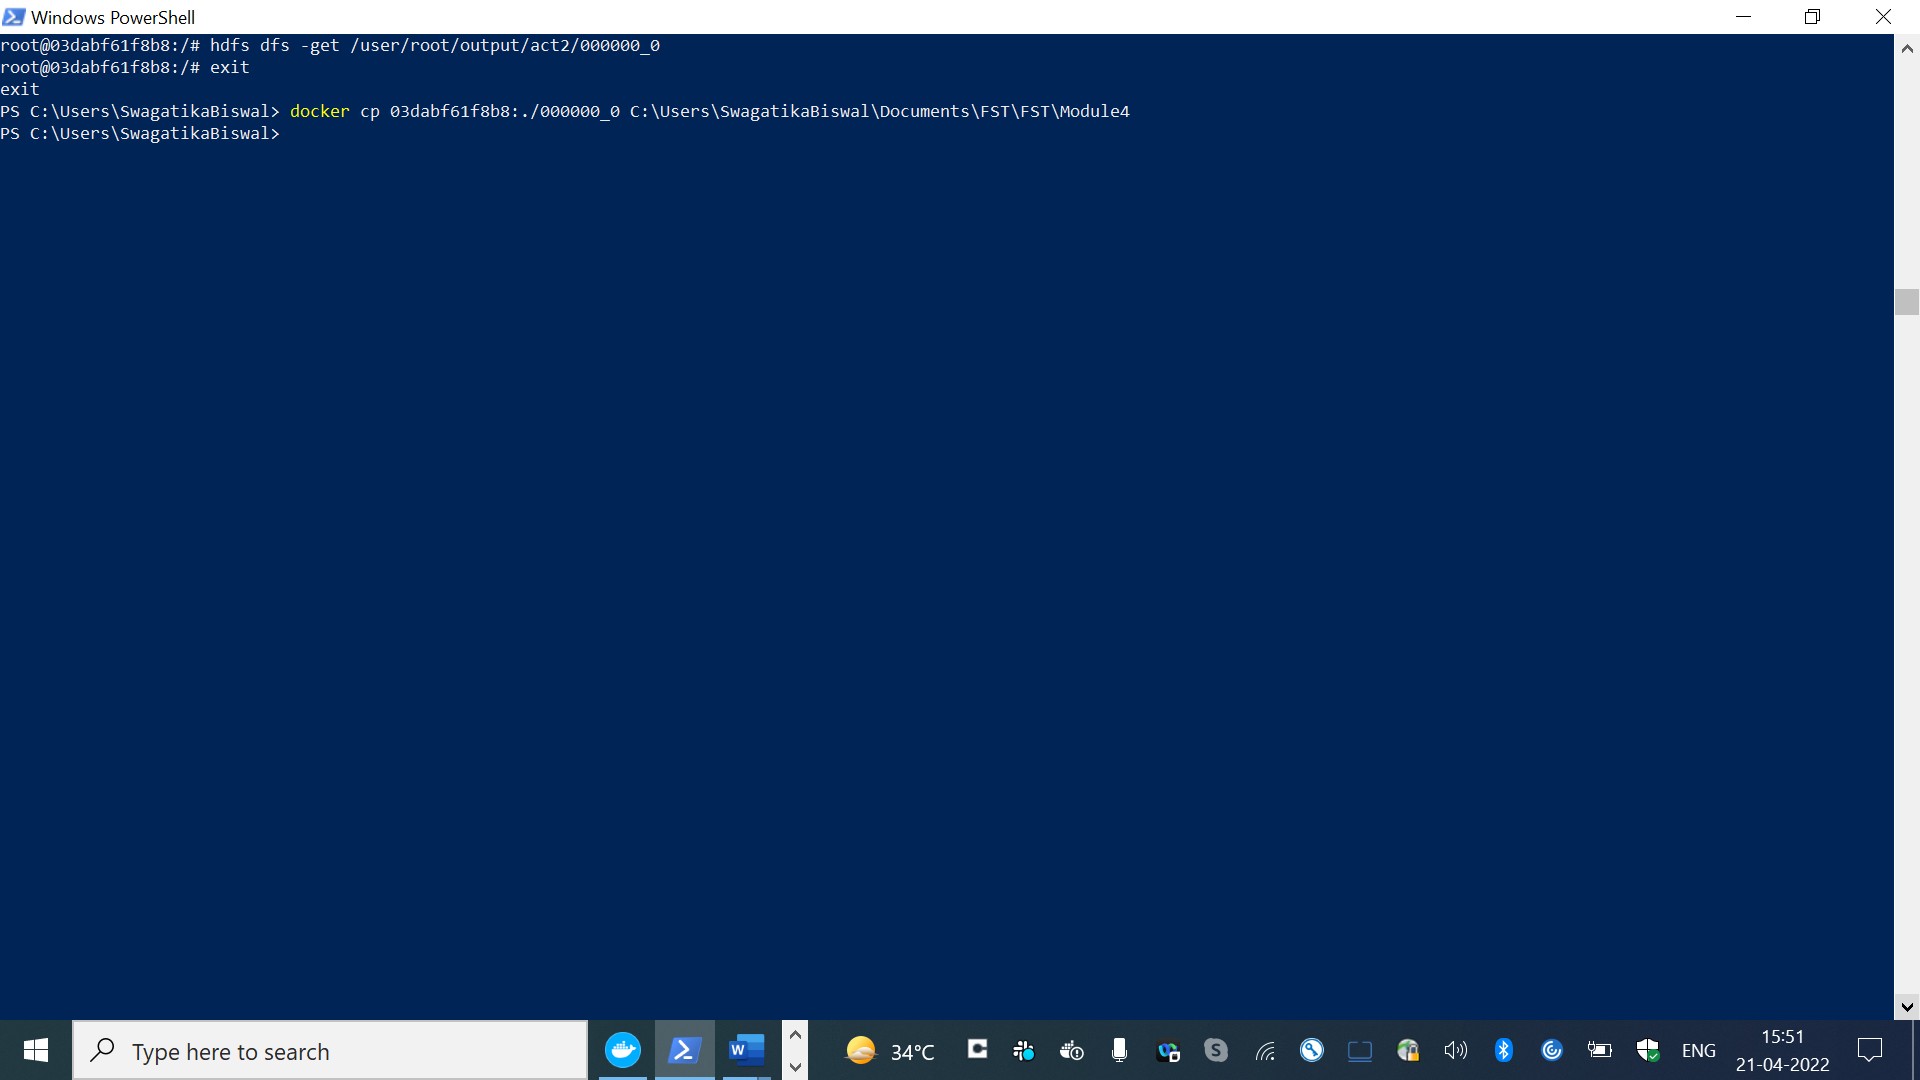 Windows PowerShell
root@03dabf61f8b8:/# hdfs dfs -get /user/root/output/act2/000000_0
root@03dabf61f8b8:/# exit
exit
PS C:\Users\SwagatikaBiswal> docker cp 03dabf61f8b8:./000000_0 C:\Users\SwagatikaBiswal\Documents\FST\FST\Module4
PS C:\Users\SwagatikaBiswal>
Type here to search
34°C
ENG
15:51
21-04-2022